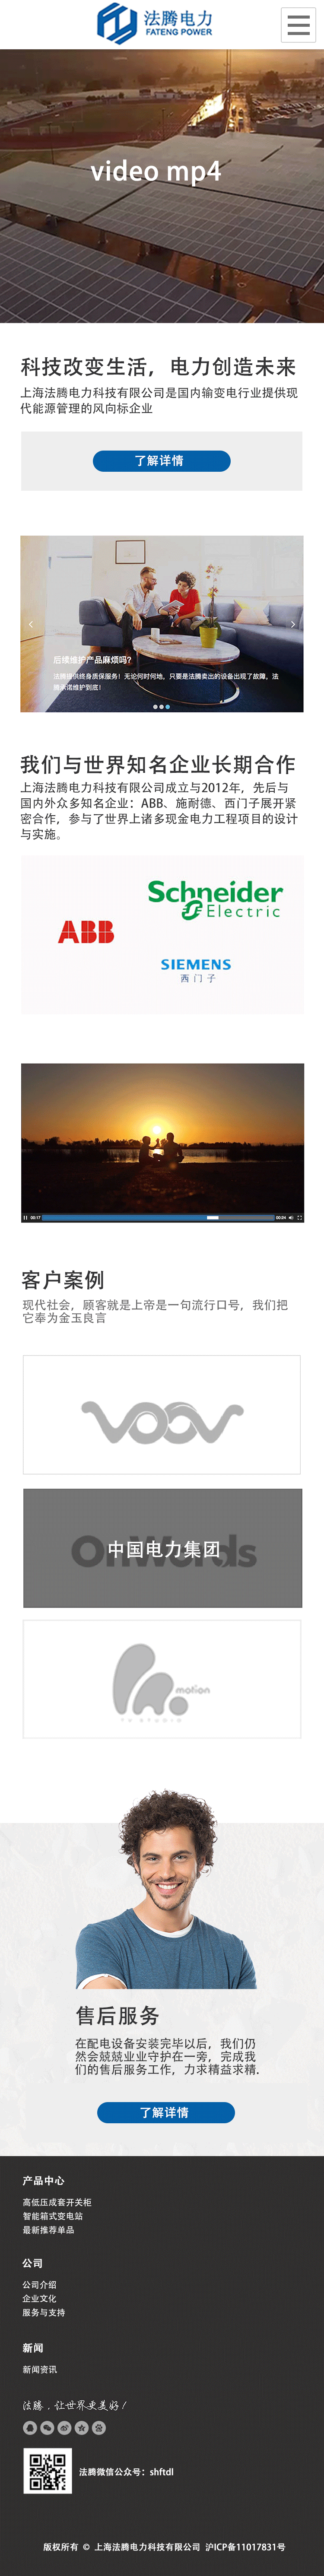 法腾电力
FATENG POWER
video mp4
科技改变生活，电力创造未来
上海法腾电力科技有限公司是国内输变电行业提供现
代能源管理的风向标企业
了解详情
后续维护产品麻烦吗?
法腾提供终身质保服务！无论何时何地，只要是法腾卖出的设备出现了故障，法
腾承诺维护到底！
我们与世界知名企业长期合作
上海法腾电力科技有限公司成立与2012年，先后与
国内外众多知名企业：ABB、施耐德、西门子展开紧
密合作，参与了世界上诸多现金电力工程项目的设计
与实施。
Schneider
Electric
ABB
SIEMENS
西门子
00:17
00:04
客户案例
现代社会，顾客就是上帝是一句流行口号，我们把
它奉为金玉良言
voov
OnWords
中国电力集团
motion
TV STUDIO
售后服务
在配电设备安装完毕以后，我们仍
然会兢兢业业守护在一旁，完成我
们的售后服务工作，力求精益求精.
了解详情
产品中心
高低压成套开关柜
智能箱式变电站
最新推荐单品
公司
公司介绍
企业文化
服务与支持
新闻
新闻资讯
法腾．让世界更美好！
法腾微信公众号：shftdl
版权所有 © 上海法腾电力科技有限公司 沪ICP备11017831号